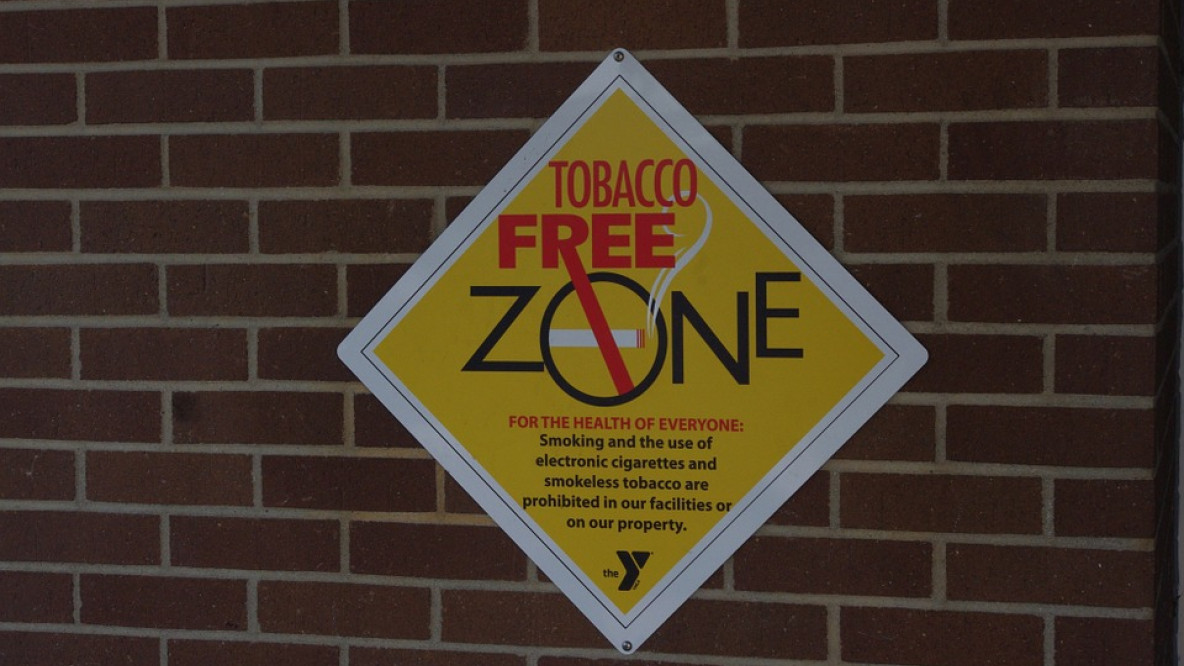 TOBACCO
FREE
ZONE
FOR THE HEALTH OF EVERYONE:
Smoking and the use of
electronic cigarettes and
smokeless tobacco are
prohibited in our facilities or
on our property.
the Y